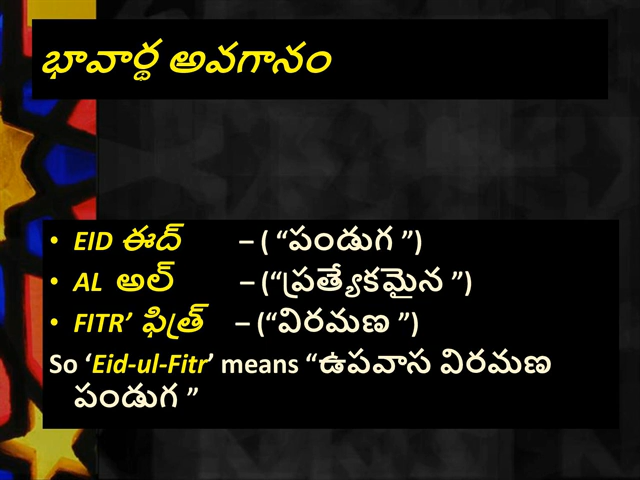 భావార్థ అవగానం
• EID ఈద్ – ( “పండుగ ”)
• AL అల్ – (“ప్రత్యేకమైన ”)
• FITR’ ఫిత్ర్ – (“విరమణ ”)
So ‘Eid-ul-Fitr’ means “ఉపవాస విరమణ
పండుగ ”